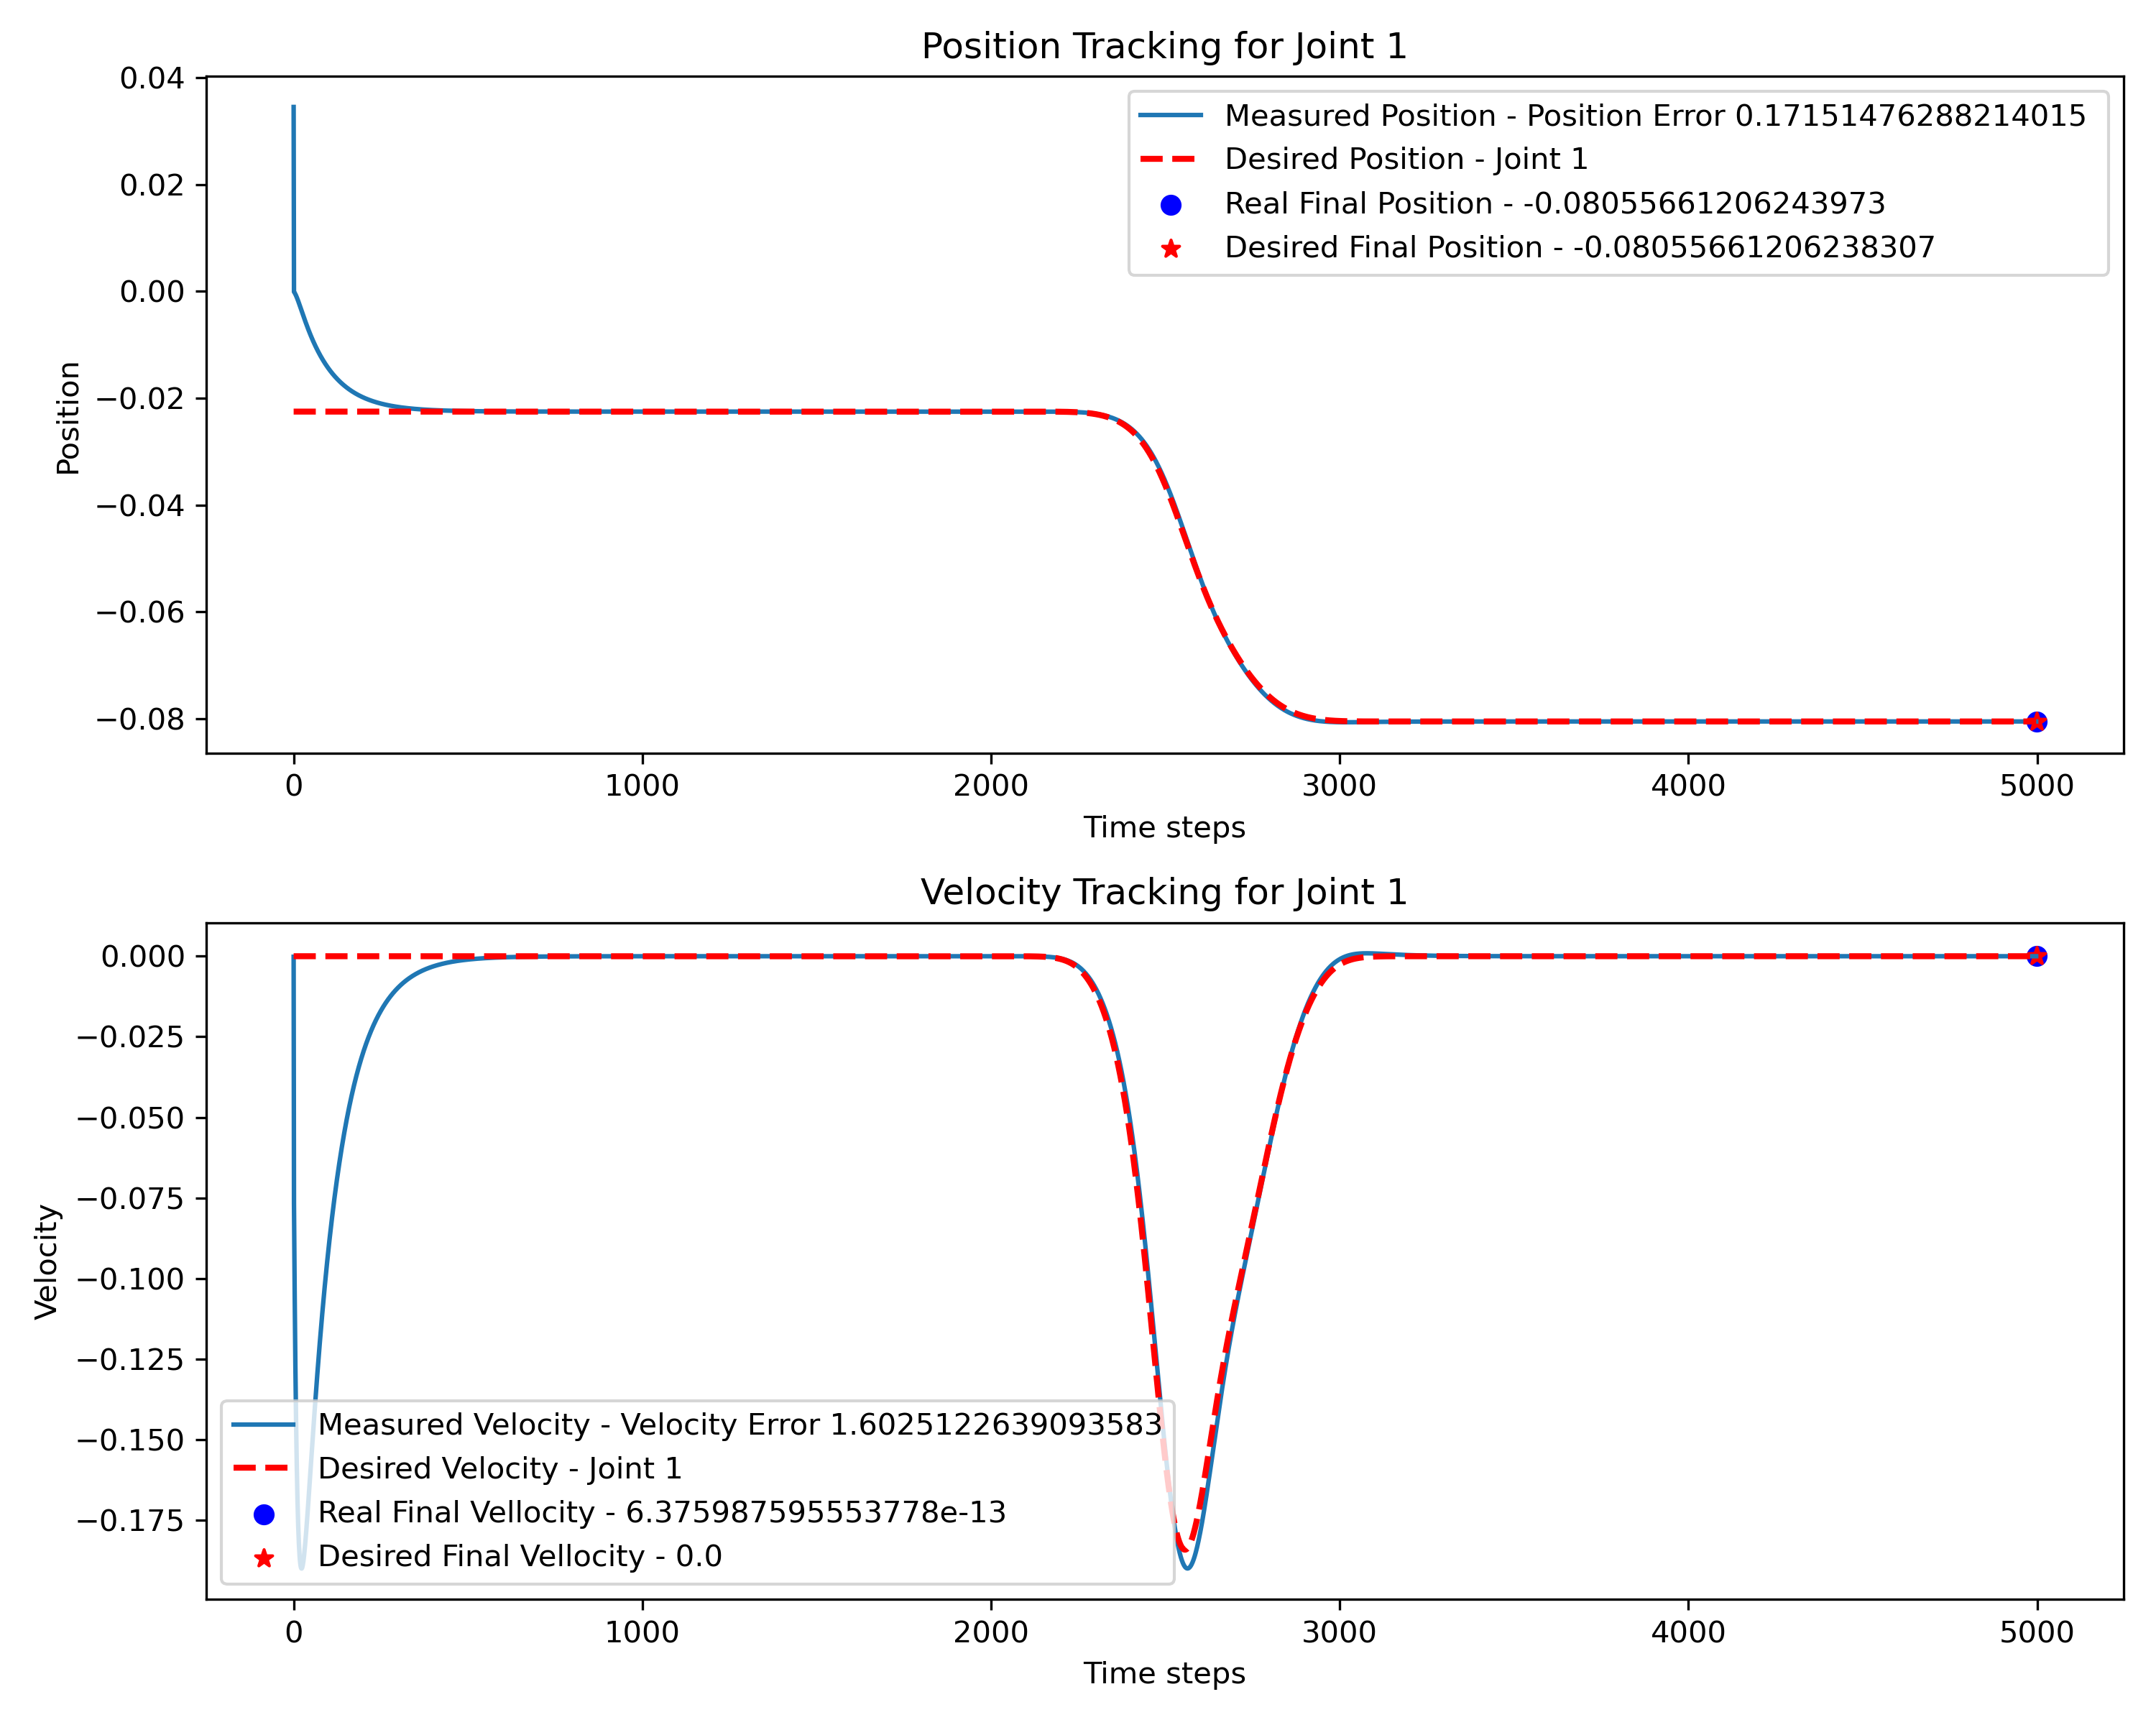 Position Tracking for Joint 1
0.04
0.02
0.00
−0.02
−0.04
−0.06
−0.08
Position
Measured Position - Position Error 0.17151476288214015
Desired Position - Joint 1
Real Final Position - -0.08055661206243973
Desired Final Position - -0.08055661206238307
0 1000 2000 3000 4000 5000
Time steps
Velocity Tracking for Joint 1
0.000
−0.025
−0.050
−0.075
−0.100
−0.125
−0.150
−0.175
Velocity
Measured Velocity - Velocity Error 1.6025122639093583
Desired Velocity - Joint 1
Real Final Vellocity - 6.375987595553778e-13
Desired Final Vellocity - 0.0
0 1000 2000 3000 4000 5000
Time steps